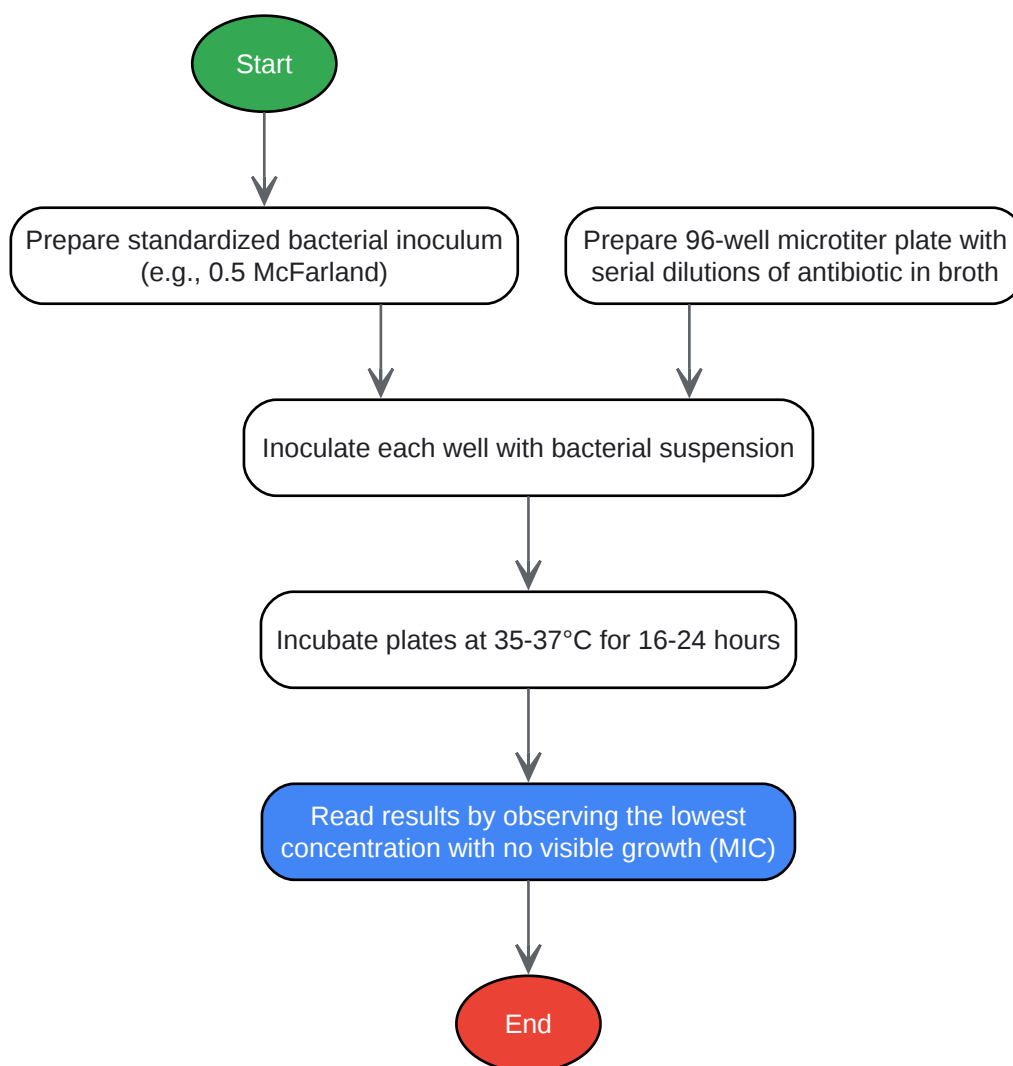 Start
Prepare standardized bacterial inoculum
(e.g., 0.5 McFarland)
Prepare 96-well microtiter plate with
serial dilutions of antibiotic in broth
Inoculate each well with bacterial suspension
Incubate plates at 35-37°C for 16-24 hours
Read results by observing the lowest
concentration with no visible growth (MIC)
End